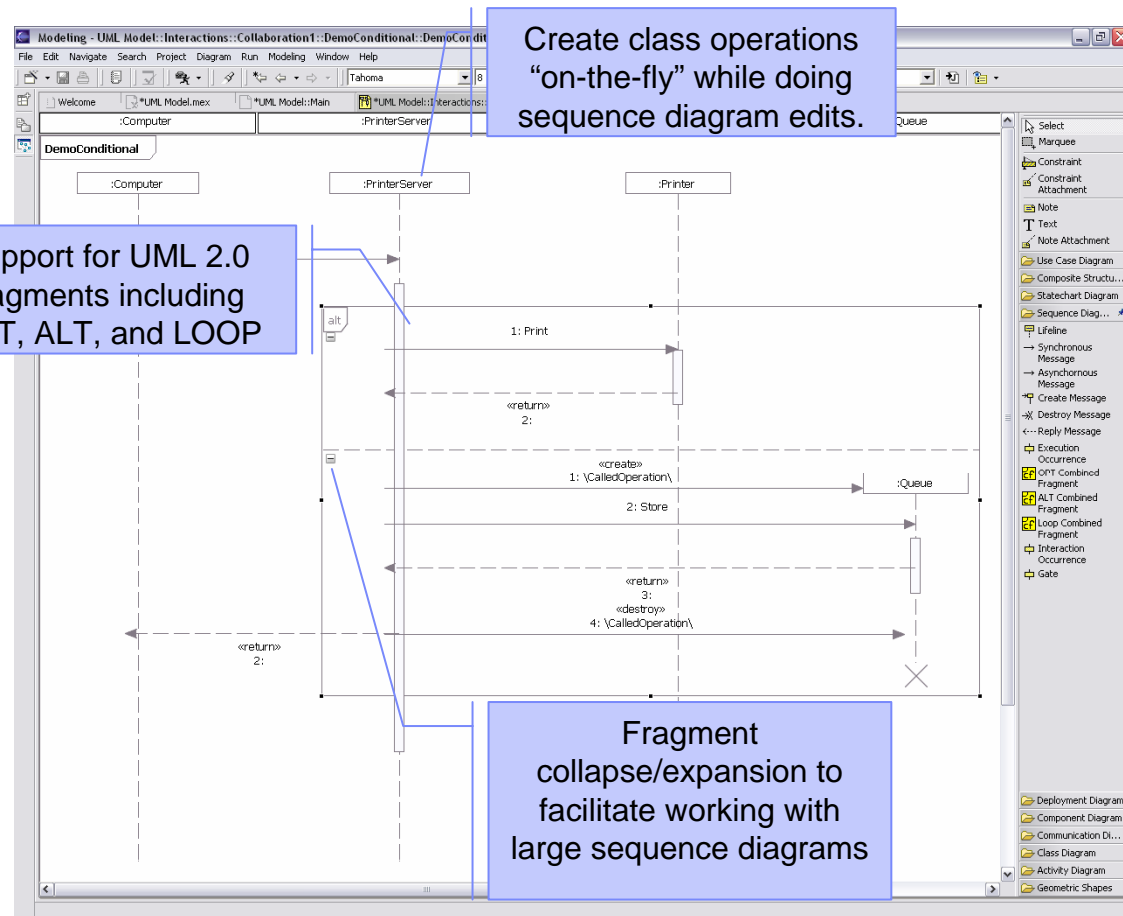 Modeling - UML Model::Interactions::Collaboration1::DemoConditional::DemoCondit
File Edit Navigate Search Project Diagram Run Modeling Window Help
Tahoma 8
Welcome *UML Model.mex *UML Model::Main *UML Model::Interactions::
:Computer :PrinterServer Queue
Create class operations
“on-the-fly” while doing
sequence diagram edits.
DemoConditional
:Computer :PrinterServer :Printer
pport for UML 2.0
agments including
T, ALT, and LOOP
alt
1: Print
«return»
2:
«create»
1: \CalledOperation\
:Queue
2: Store
«return»
3:
«destroy»
4: \CalledOperation\
«return»
2:
Fragment
collapse/expansion to
facilitate working with
large sequence diagrams
Select
Marquee
Constraint
Constraint
Attachment
Note
Text
Note Attachment
Use Case Diagram
Composite Structu...
Statechart Diagram
Sequence Diag...
Lifeline
Synchronous
Message
Asynchornous
Message
Create Message
Destroy Message
Reply Message
Execution
Occurrence
OPT Combined
Fragment
ALT Combined
Fragment
Loop Combined
Fragment
Interaction
Occurrence
Gate
Deployment Diagram
Component Diagram
Communication Di...
Class Diagram
Activity Diagram
Geometric Shapes